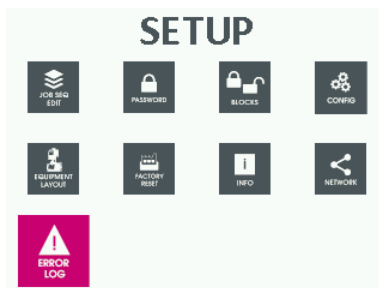 SETUP
JOB SEQ
EDIT
PASSWORD
BLOCKS
CONFIG
EQUIPMENT
LAYOUT
FACTORY
RESET
INFO
NETWORK
ERROR
LOG